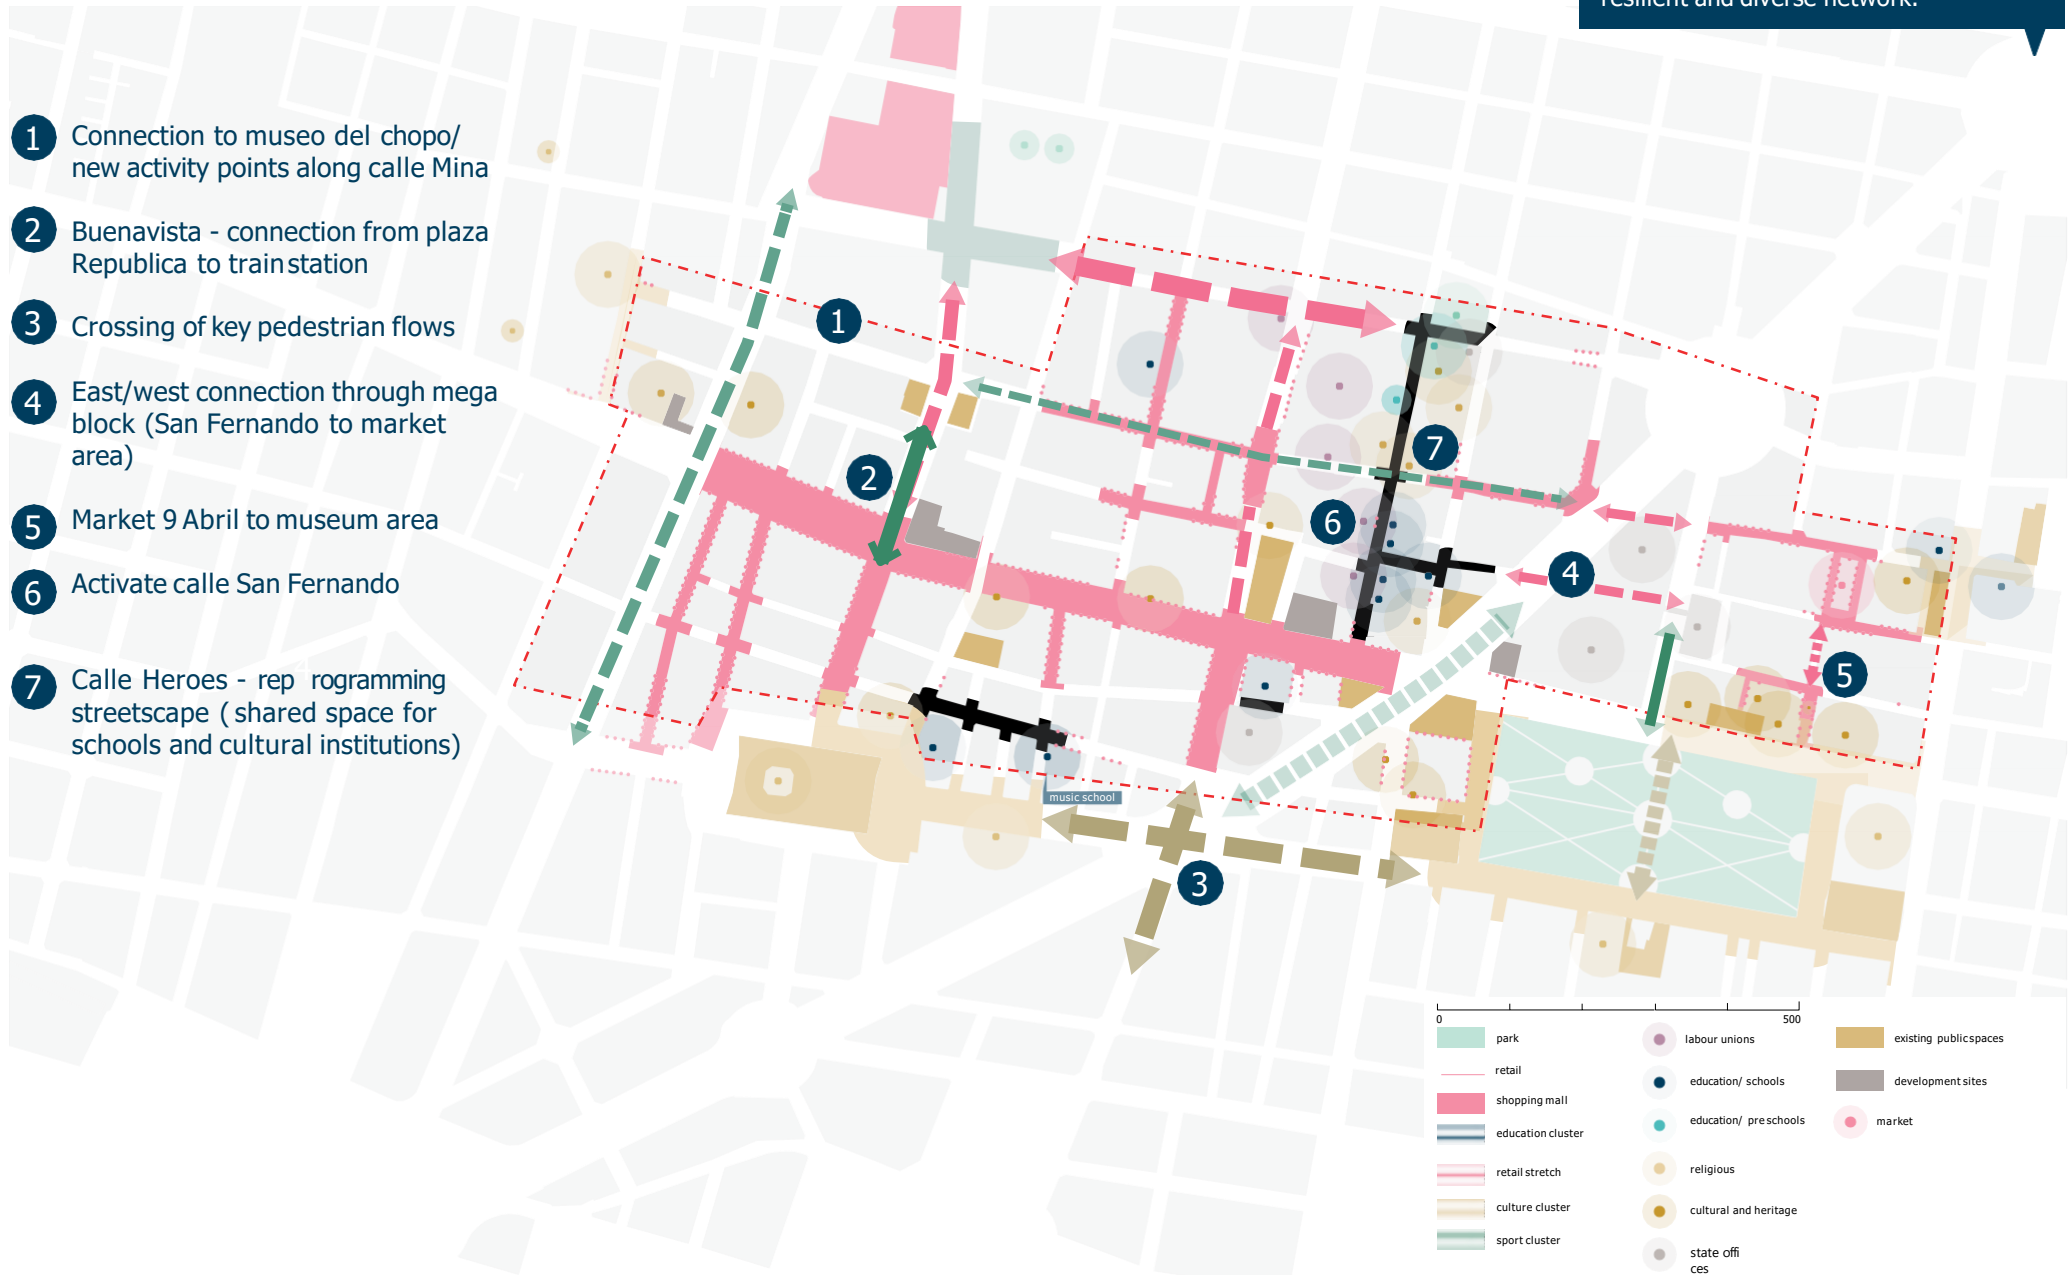 resilient and diverse network.
1 Connection to museo del chopo/
new activity points along calle Mina
2 Buenavista - connection from plaza
Republica to train station
3 Crossing of key pedestrian flows
4 East/west connection through mega
block (San Fernando to market
area)
5 Market 9 Abril to museum area
6 Activate calle San Fernando
7 Calle Heroes - rep rogramming
streetscape ( shared space for
schools and cultural institutions)
1
2
7
6
4
5
music school
3
0 500
park
retail
shopping mall
education cluster
retail stretch
culture cluster
sport cluster
labour unions
education/ schools
education/ pre schools
religious
cultural and heritage
state offi
ces
existing public spaces
development sites
market